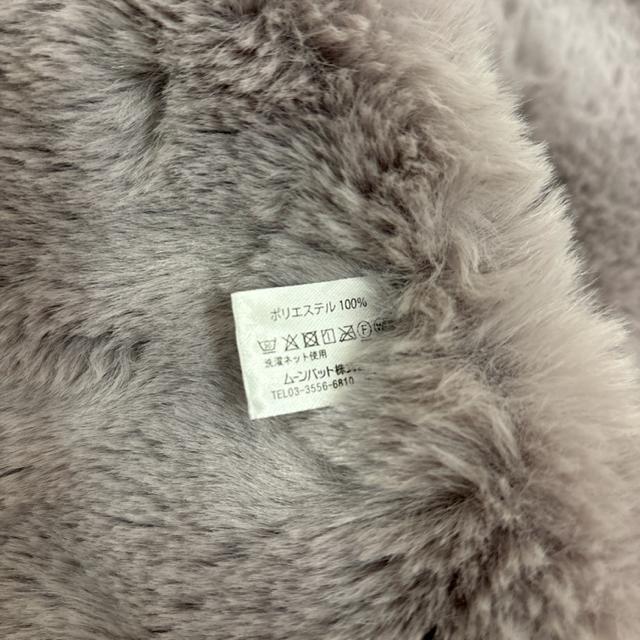 ポリエステル 100%
洗濯ネット使用
ムーンバット株
TEL03-3556-6810